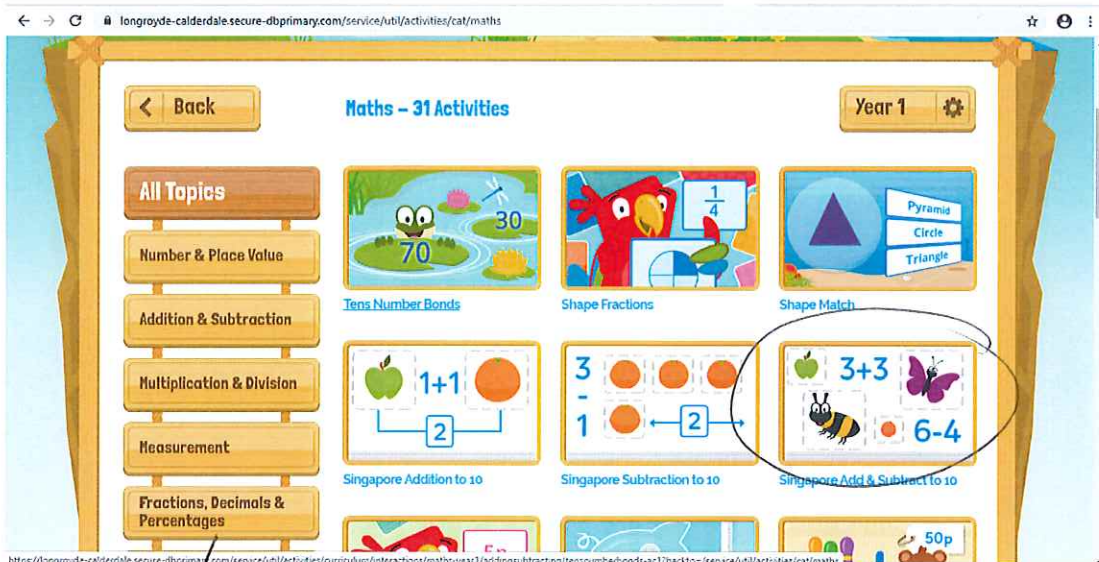 longroyde-calderdale.secure-dbprimary.com/service/util/activities/cat/maths
Back
Maths – 31 Activities
Year 1
All Topics
Number & Place Value
Addition & Subtraction
Multiplication & Division
Measurement
Fractions, Decimals &
Percentages
70
30
Tens Number Bonds
1
4
Shape Fractions
Pyramid
Circle
Triangle
Shape Match
1+1
2
Singapore Addition to 10
3
-
1
2
Singapore Subtraction to 10
3+3
6-4
Singapore Add & Subtract to 10
50p